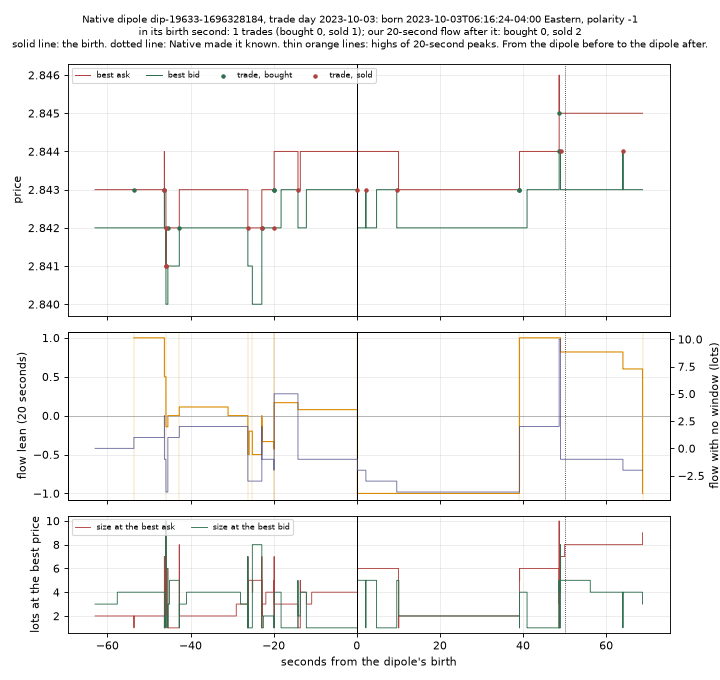 Native dipole dip-19633-1696328184, trade day 2023-10-03: born 2023-10-03T06:16:24-04:00 Eastern, polarity -1
in its birth second: 1 trades (bought 0, sold 1); our 20-second flow after it: bought 0, sold 2
solid line: the birth. dotted line: Native made it known. thin orange lines: highs of 20-second peaks. From the dipole before to the dipole after.
best ask
best bid
trade, bought
trade, sold
2.846
2.845
2.844
2.843
2.842
2.841
2.840
price
1.0
0.5
0.0
−0.5
−1.0
flow lean (20 seconds)
10.0
7.5
5.0
2.5
0.0
−2.5
flow with no window (lots)
size at the best ask
size at the best bid
10
8
6
4
2
lots at the best price
−60
−40
−20
0
20
40
60
seconds from the dipole's birth